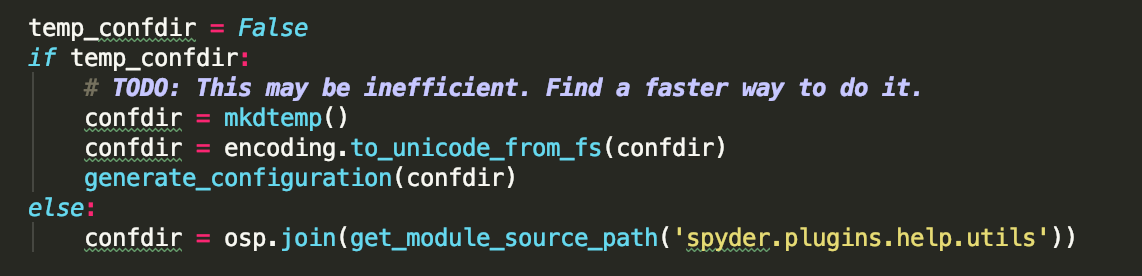 temp_confdir = False
if temp_confdir:
    # TODO: This may be inefficient. Find a faster way to do it.
    confdir = mkdtemp()
    confdir = encoding.to_unicode_from_fs(confdir)
    generate_configuration(confdir)
else:
    confdir = osp.join(get_module_source_path('spyder.plugins.help.utils'))